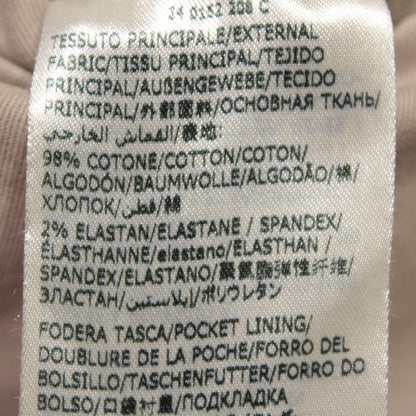 34 0152 208 C
TESSUTO PRINCIPALE/EXTERNAL
FABRIC/TISSU PRINCIPAL/TEJIDO
PRINCIPAL/AUßENGEWEBE/TECIDO
PRINCIPAL/外部面料/ОСНОВНАЯ ТКАНЬ/
القماش الخارجي/表地:
98% COTONE/COTTON/COTON/
ALGODÓN/BAUMWOLLE/ALGODÃO/棉/
ХЛОПОК/قطن/綿
2% ELASTAN/ELASTANE / SPANDEX/
ÉLASTHANNE/elastano/ELASTHAN /
SPANDEX/ELASTANO/聚氨酯弹性纤维/
ЭЛАСТАН/إيلاستين/ポリウレタン
FODERA TASCA/POCKET LINING/
DOUBLURE DE LA POCHE/FORRO DEL
BOLSILLO/TASCHENFUTTER/FORRO DO
BOLSO/口袋衬里/ПОДКЛАДКА